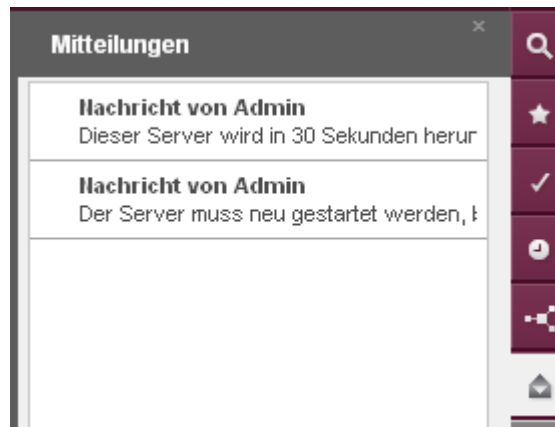 Mitteilungen
Nachricht von Admin
Dieser Server wird in 30 Sekunden herun
Nachricht von Admin
Der Server muss neu gestartet werden,